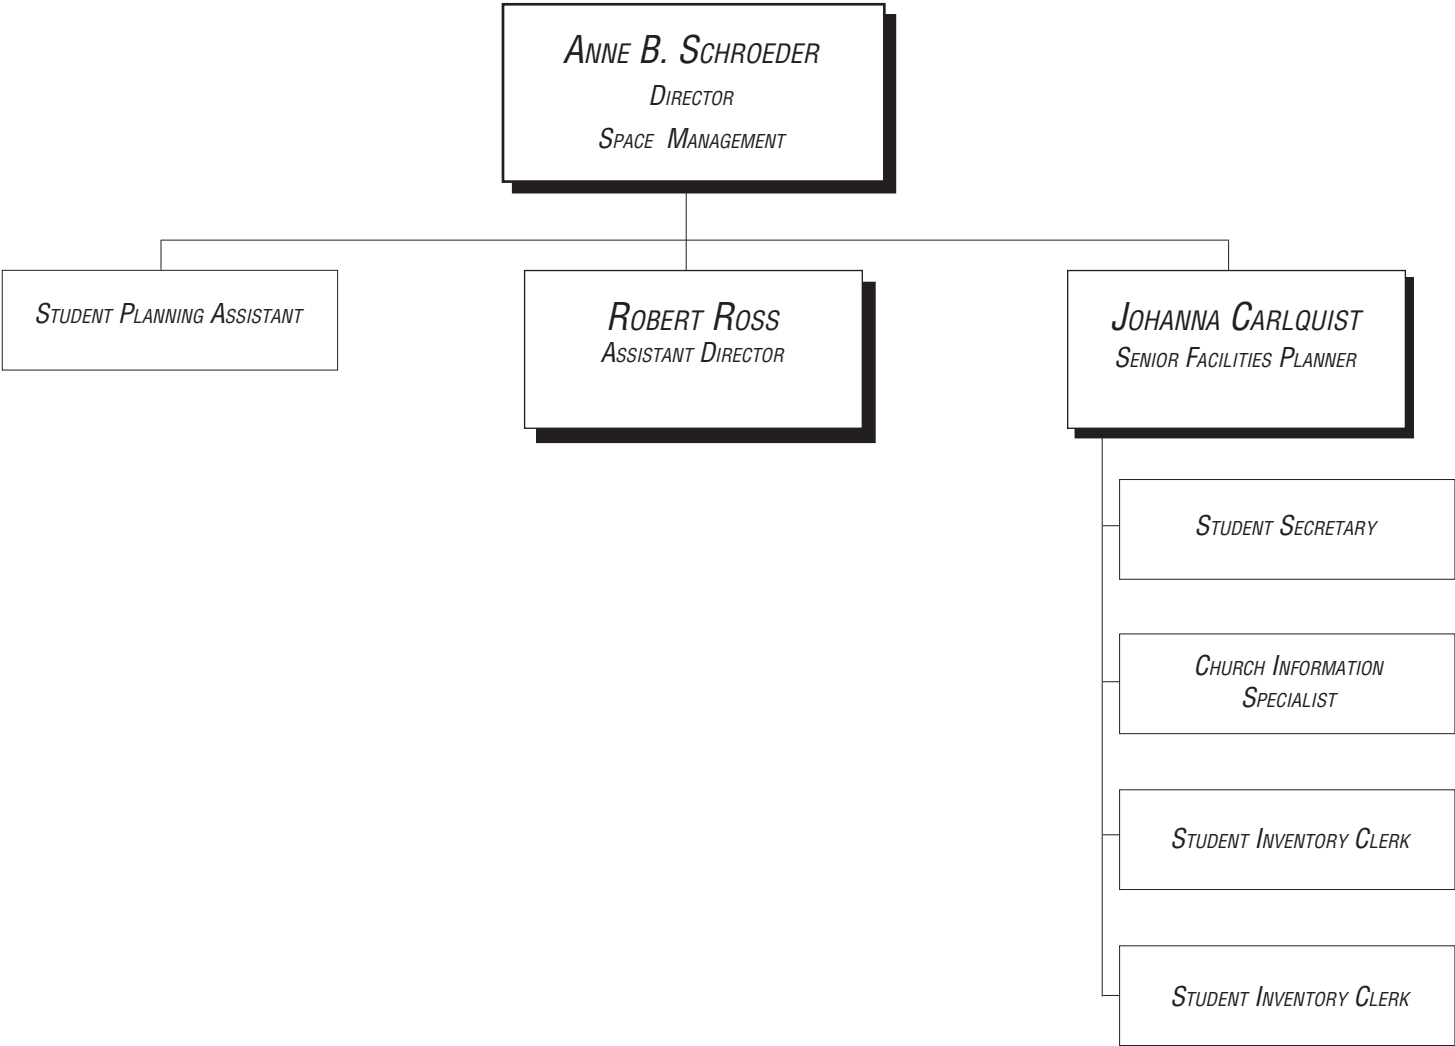 ANNE B. SCHROEDER
DIRECTOR
SPACE MANAGEMENT
STUDENT PLANNING ASSISTANT
ROBERT ROSS
ASSISTANT DIRECTOR
JOHANNA CARLQUIST
SENIOR FACILITIES PLANNER
STUDENT SECRETARY
CHURCH INFORMATION
SPECIALIST
STUDENT INVENTORY CLERK
STUDENT INVENTORY CLERK